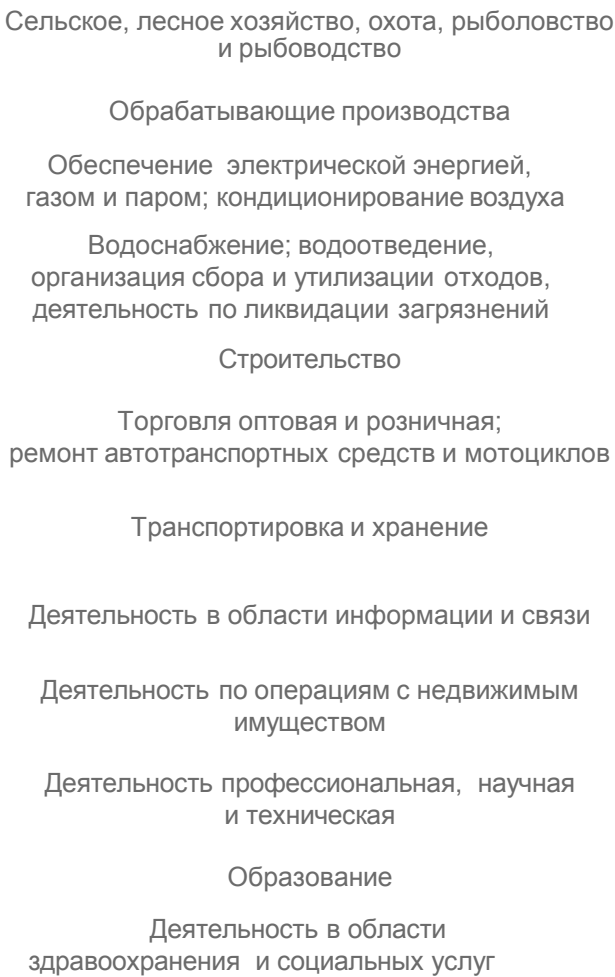 Сельское, лесное хозяйство, охота, рыболовство
и рыбоводство
Обрабатывающие производства
Обеспечение электрической энергией,
газом и паром; кондиционирование воздуха
Водоснабжение; водоотведение,
организация сбора и утилизации отходов,
деятельность по ликвидации загрязнений
Строительство
Торговля оптовая и розничная;
ремонт автотранспортных средств и мотоциклов
Транспортировка и хранение
Деятельность в области информации и связи
Деятельность по операциям с недвижимым
имуществом
Деятельность профессиональная, научная
и техническая
Образование
Деятельность в области
здравоохранения и социальных услуг